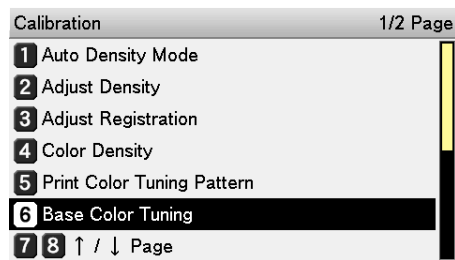 Calibration 1/2 Page
1 Auto Density Mode
2 Adjust Density
3 Adjust Registration
4 Color Density
5 Print Color Tuning Pattern
6 Base Color Tuning
7 8 ↑ / ↓ Page